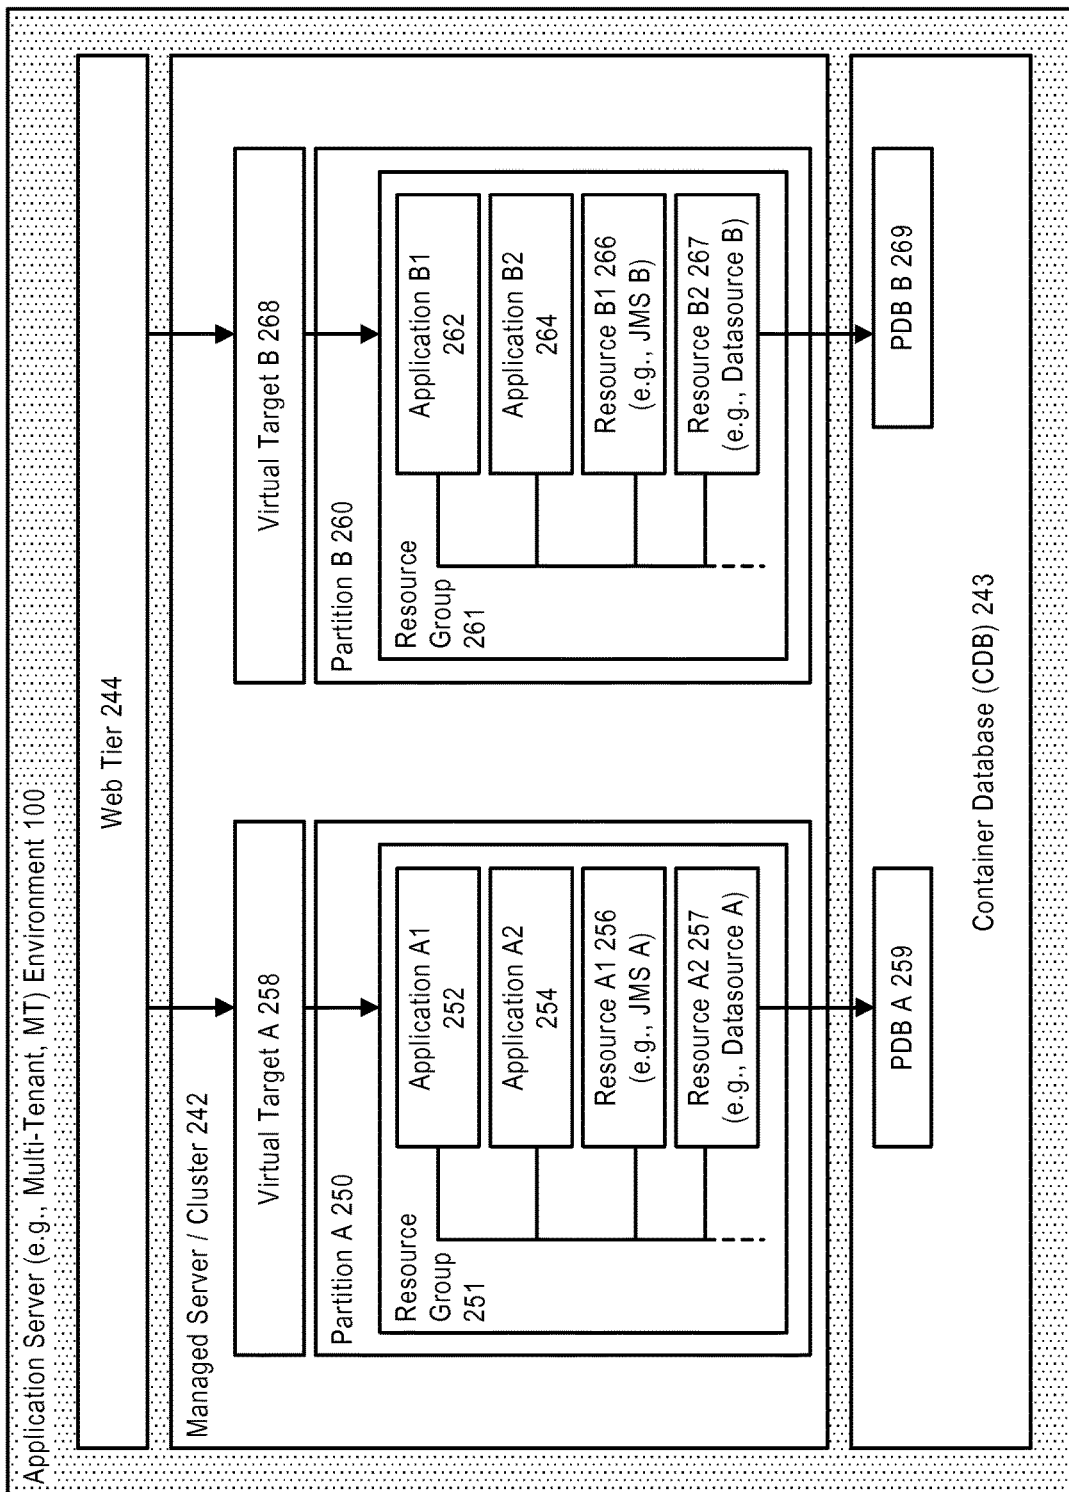 Application Server (e.g., Multi-Tenant, MT) Environment 100
Web Tier 244
Managed Server / Cluster 242
Virtual Target A 258
Partition A 250
Resource
Group
251
Application A1
252
Application A2
254
Resource A1 256
(e.g., JMS A)
Resource A2 257
(e.g., Datasource A)
Virtual Target B 268
Partition B 260
Resource
Group
261
Application B1
262
Application B2
264
Resource B1 266
(e.g., JMS B)
Resource B2 267
(e.g., Datasource B)
PDB A 259
PDB B 269
Container Database (CDB) 243